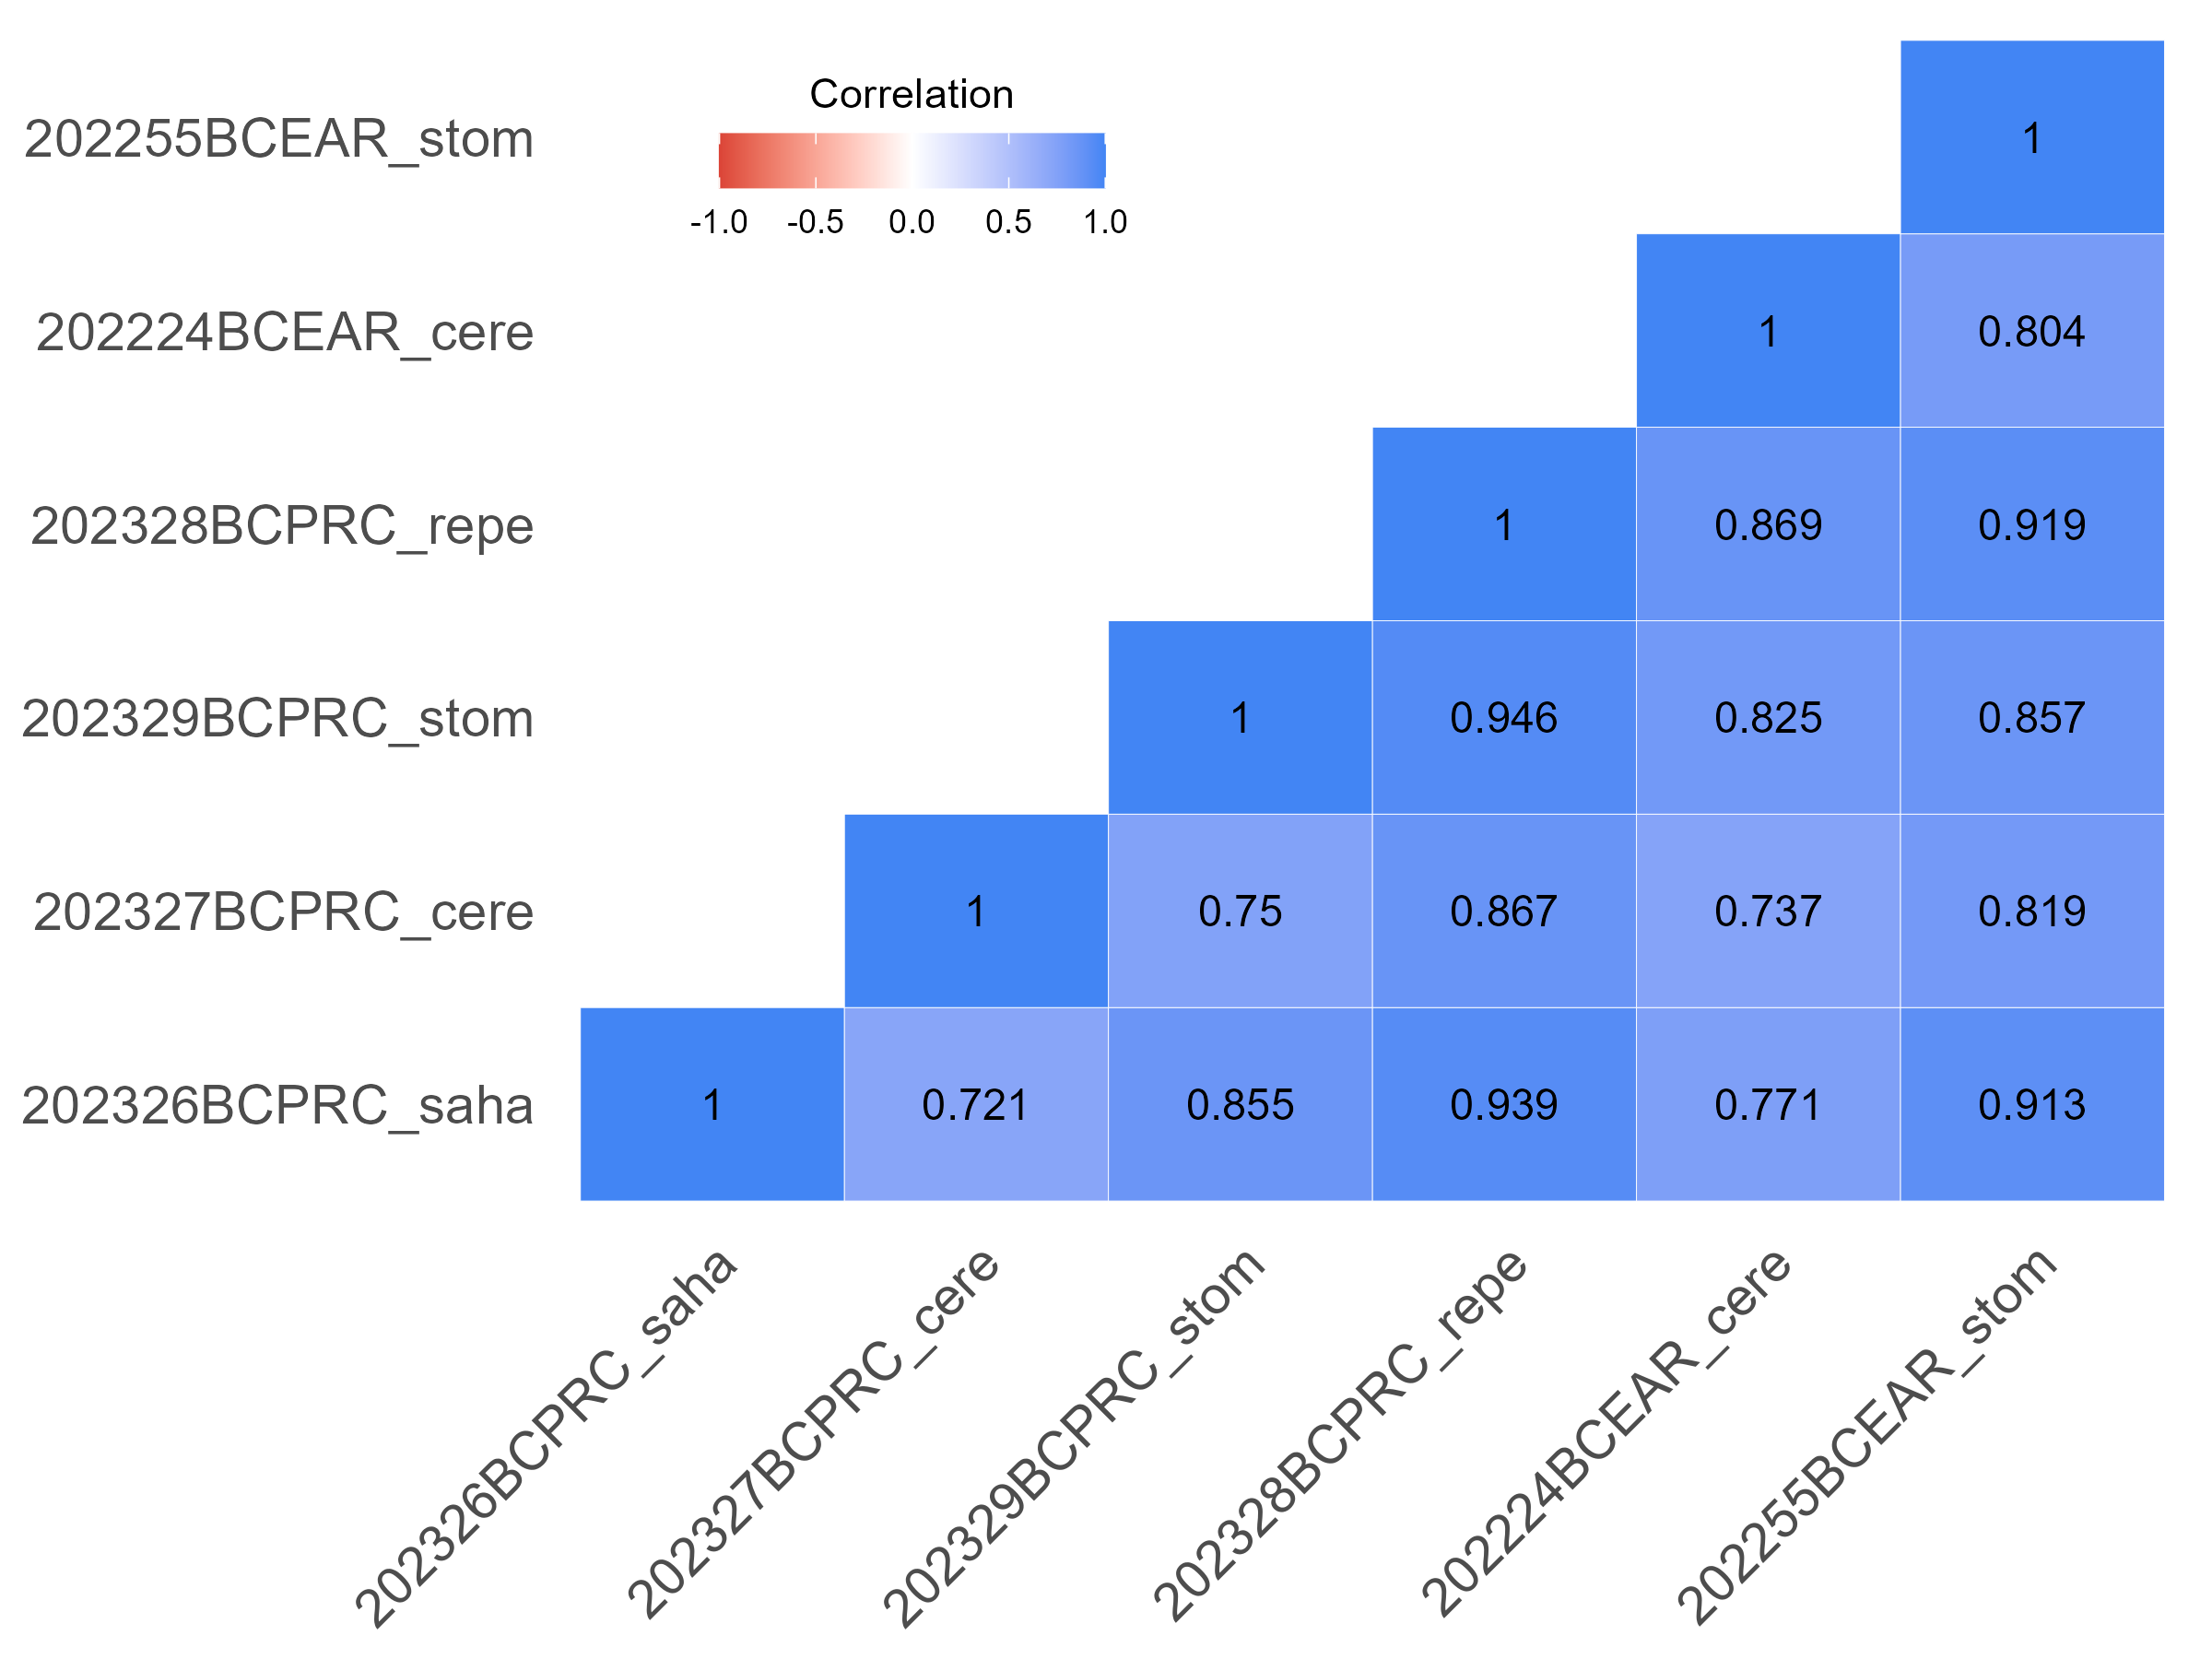 Correlation
-1.0 -0.5 0.0 0.5 1.0
202255BCEAR_stom 1
202224BCEAR_cere 1 0.804
202328BCPRC_repe 1 0.869 0.919
202329BCPRC_stom 1 0.946 0.825 0.857
202327BCPRC_cere 1 0.75 0.867 0.737 0.819
202326BCPRC_saha 1 0.721 0.855 0.939 0.771 0.913
202326BCPRC_saha
202327BCPRC_cere
202329BCPRC_stom
202328BCPRC_repe
202224BCEAR_cere
202255BCEAR_stom